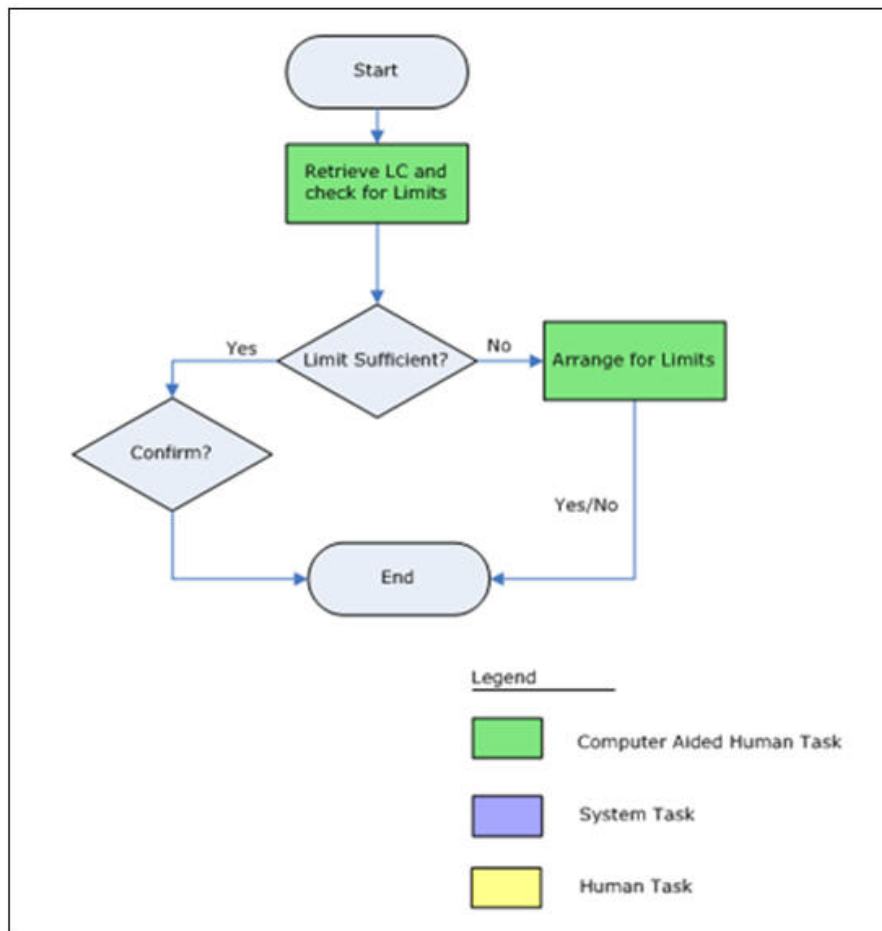 Start
Retrieve LC and
check for Limits
Limit Sufficient?
Yes
No
Arrange for Limits
Confirm?
Yes/No
End
Legend
Computer Aided Human Task
System Task
Human Task